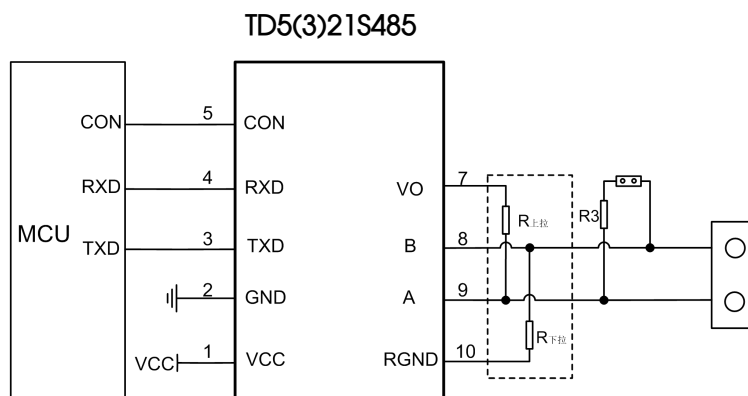 TD5(3)21S485
CON 5 CON
7
RXD 4 RXD VO
R上拉 R3
MCU
TXD 3 TXD B 8
2 GND A 9
R下拉
VCC 1 VCC RGND 10